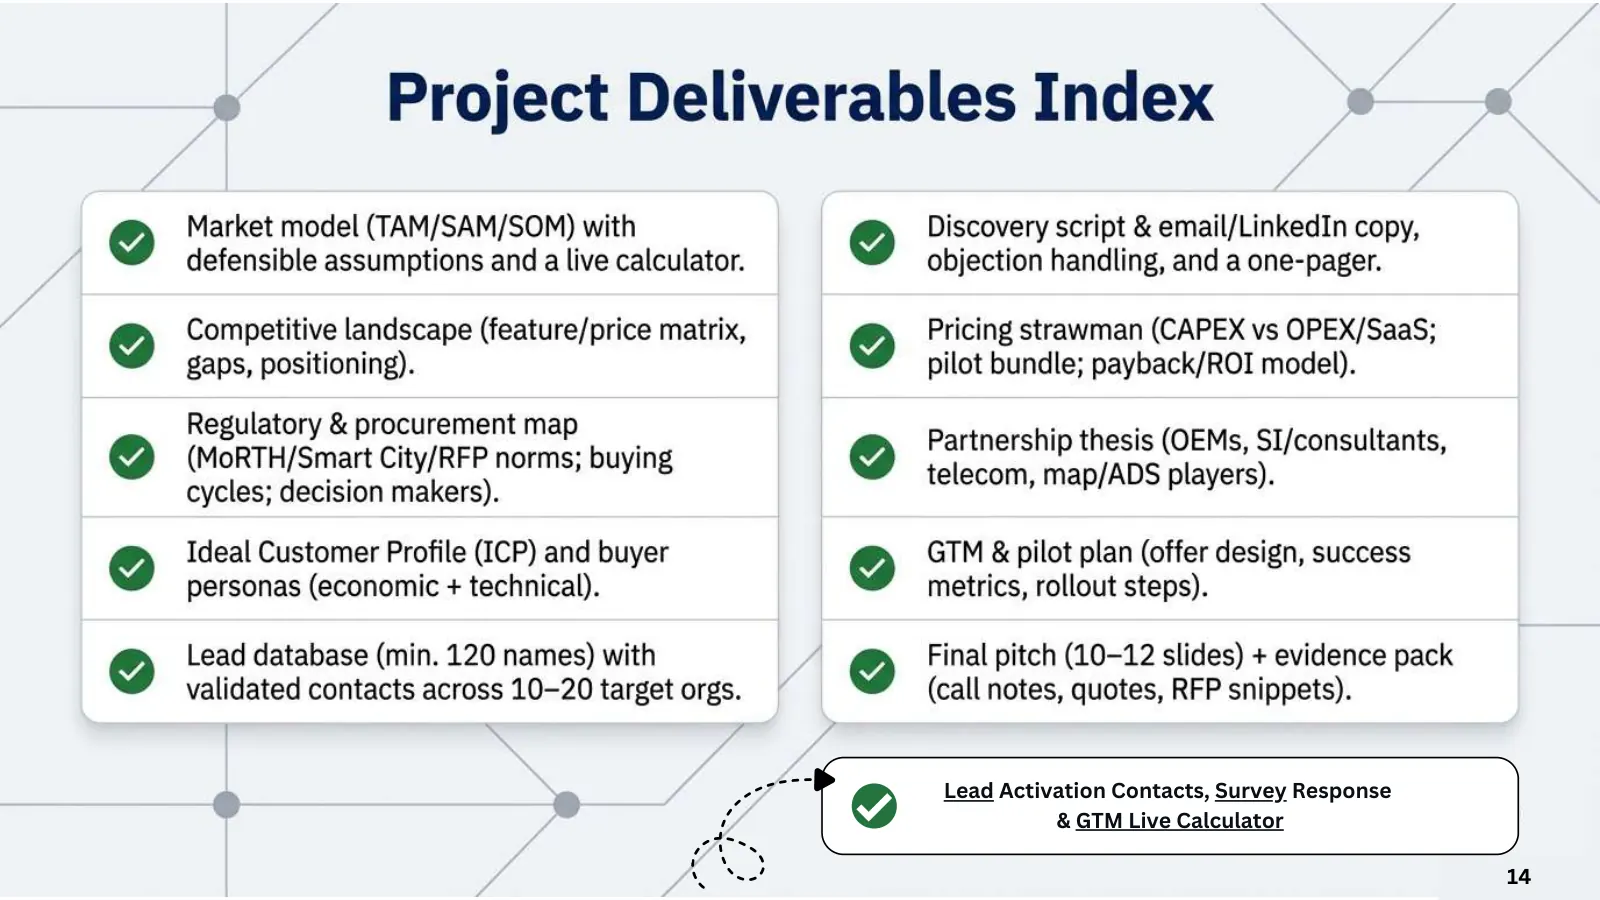 Project Deliverables Index
Market model (TAM/SAM/SOM) with
defensible assumptions and a live calculator.
Competitive landscape (feature/price matrix,
gaps, positioning).
Regulatory & procurement map
(MoRTH/Smart City/RFP norms; buying
cycles; decision makers).
Ideal Customer Profile (ICP) and buyer
personas (economic + technical).
Lead database (min. 120 names) with
validated contacts across 10–20 target orgs.
Discovery script & email/LinkedIn copy,
objection handling, and a one-pager.
Pricing strawman (CAPEX vs OPEX/SaaS;
pilot bundle; payback/ROI model).
Partnership thesis (OEMs, SI/consultants,
telecom, map/ADS players).
GTM & pilot plan (offer design, success
metrics, rollout steps).
Final pitch (10–12 slides) + evidence pack
(call notes, quotes, RFP snippets).
Lead Activation Contacts, Survey Response
& GTM Live Calculator
14